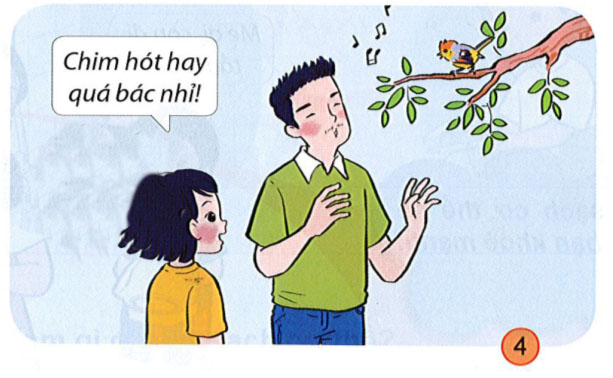 Chim hót hay
quá bác nhỉ!
4